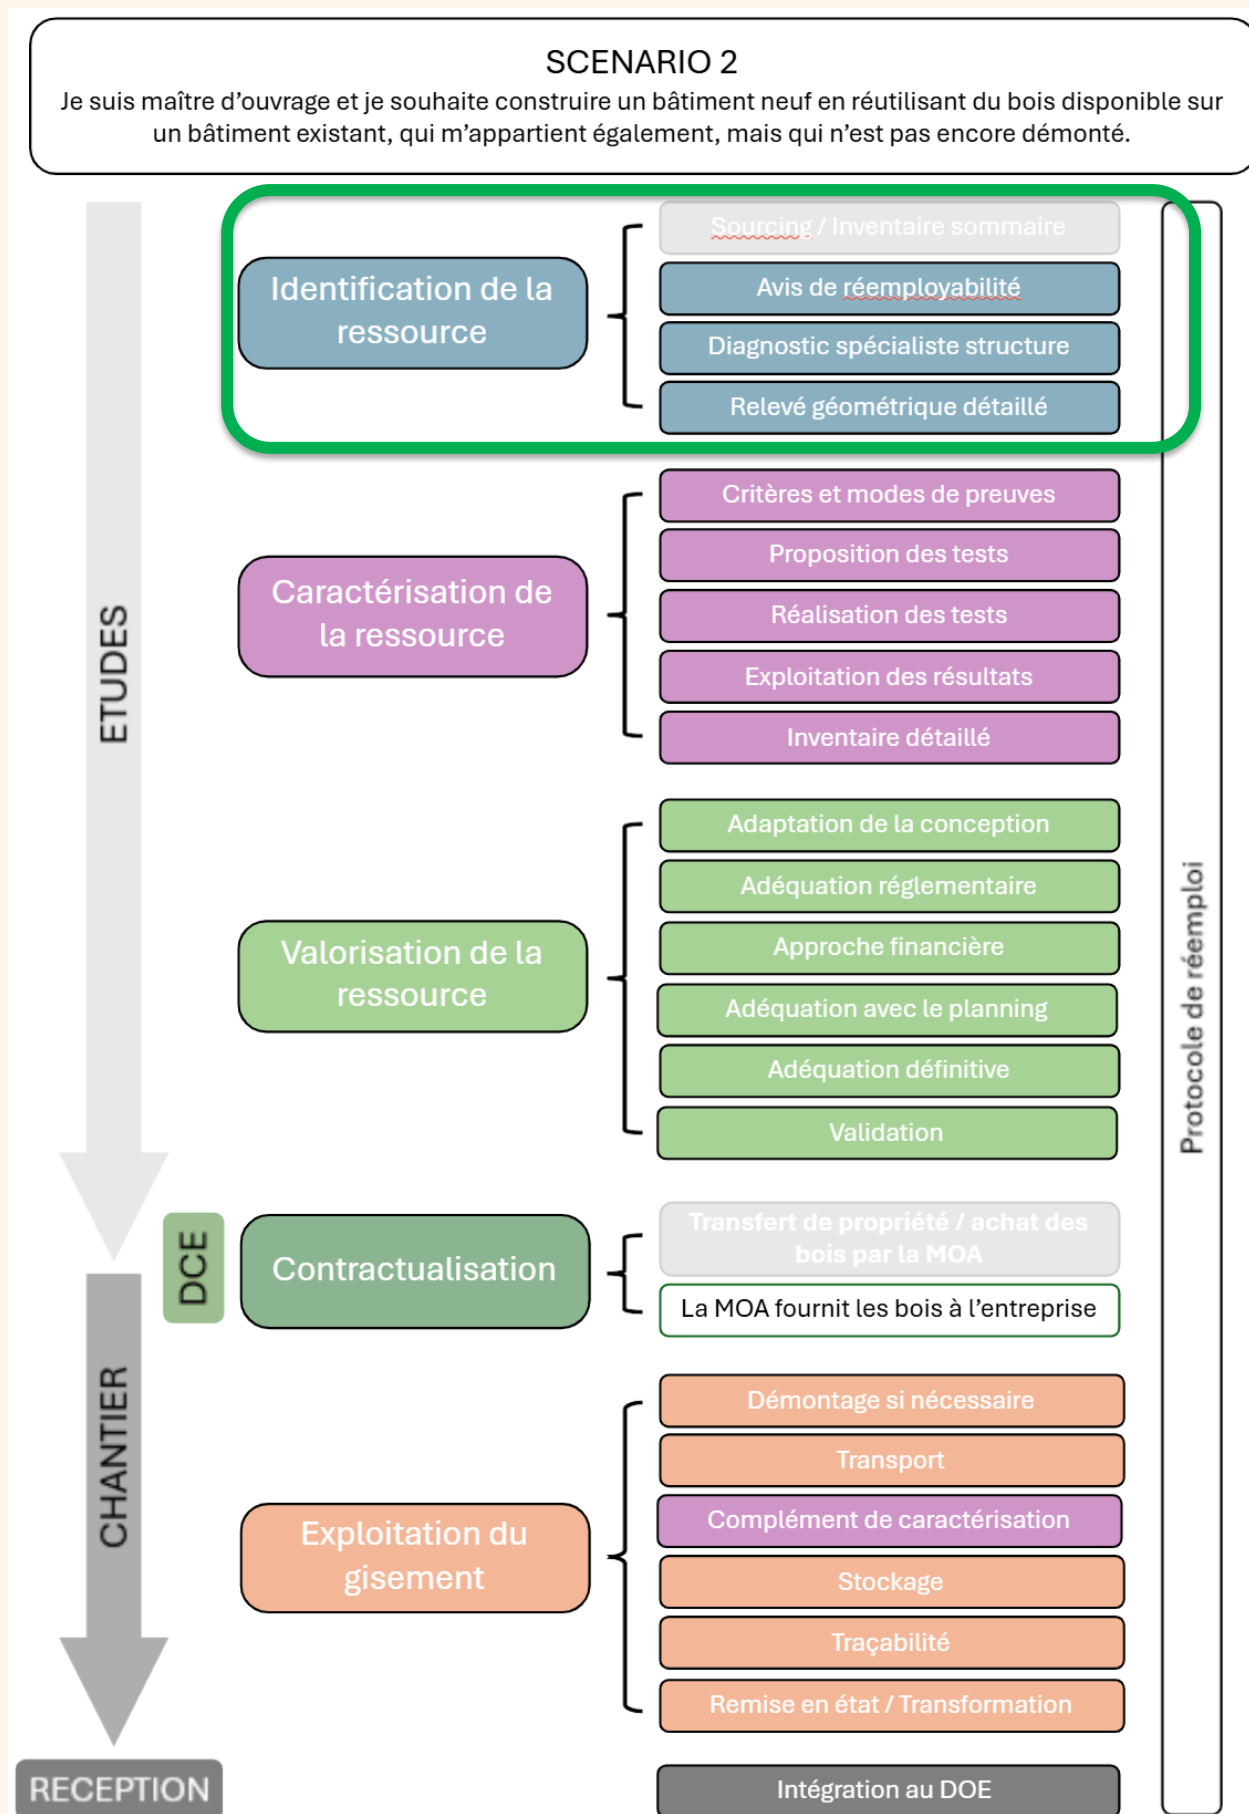 SCENARIO 2
Je suis maître d'ouvrage et je souhaite construire un bâtiment neuf en réutilisant du bois disponible sur
un bâtiment existant, qui m'appartient également, mais qui n'est pas encore démonté.
ETUDES
Identification de la
ressource
Sourcing / Inventaire sommaire
Avis de réemployabilité
Diagnostic spécialiste structure
Relevé géométrique détaillé
Caractérisation de
la ressource
Critères et modes de preuves
Proposition des tests
Réalisation des tests
Exploitation des résultats
Inventaire détaillé
Valorisation de la
ressource
Adaptation de la conception
Adéquation réglementaire
Approche financière
Adéquation avec le planning
Adéquation définitive
Validation
Protocole de réemploi
DCE
Contractualisation
Transfert de propriété / achat des
bois par la MOA
La MOA fournit les bois à l'entreprise
CHANTIER
Exploitation du
gisement
Démontage si nécessaire
Transport
Complément de caractérisation
Stockage
Traçabilité
Remise en état / Transformation
RECEPTION
Intégration au DOE